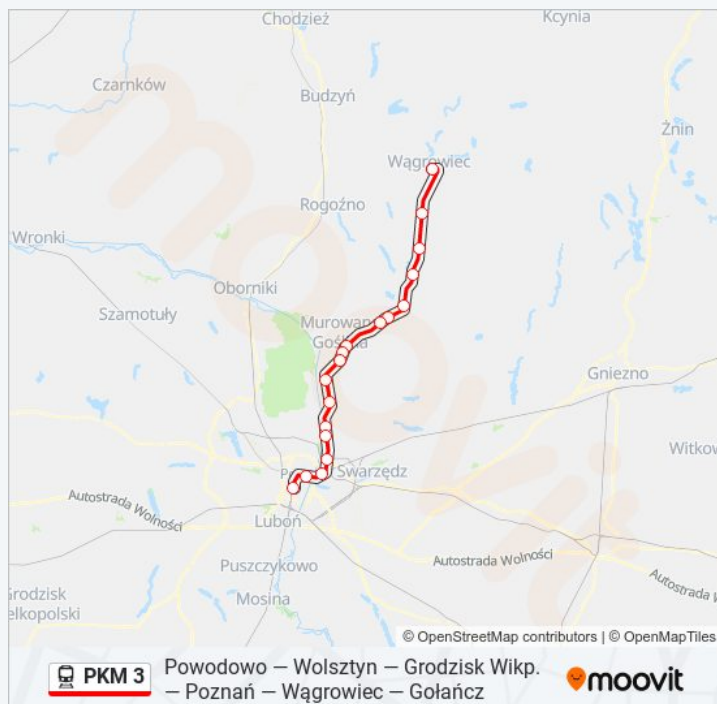 Chodzież
Kcynia
Czarnków
Budzyń
Żnin
Wągrowiec
Rogoźno
Wronki
Oborniki
Szamotuły
Murowana
Goślina
Gniezno
Witkow
Swarzędz
Autostrada Wolności
Luboń
Autostrada Wolności
Puszczykowo
Autostrada Wo
Mosina
Grodzisk
elkopolski
moovit
© OpenStreetMap contributors | © OpenMapTiles
PKM 3
Powodowo — Wolsztyn — Grodzisk Wlkp.
— Poznań — Wągrowiec — Gołańcz
moovit